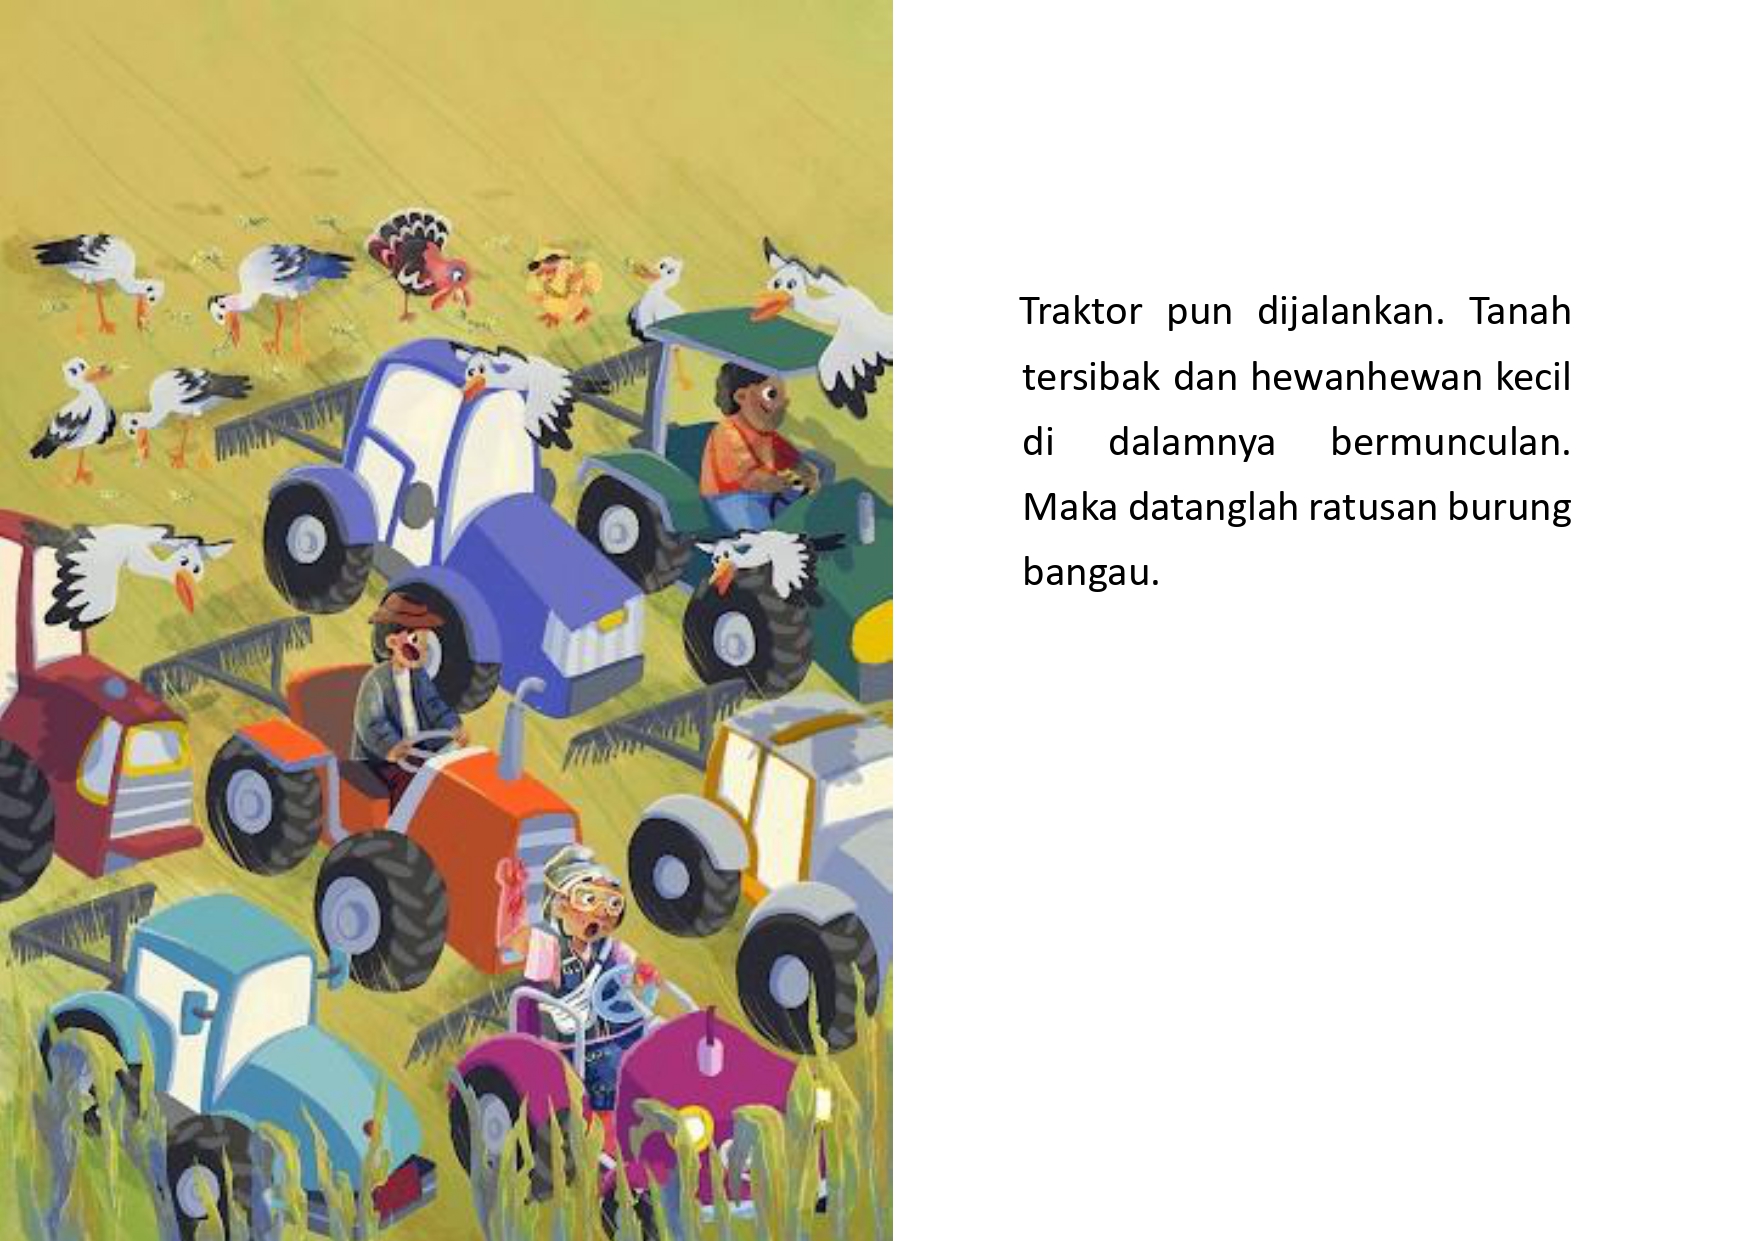 Traktor pun dijalankan. Tanah
tersibak dan hewanhewan kecil
di dalamnya bermunculan.
Maka datanglah ratusan burung
bangau.